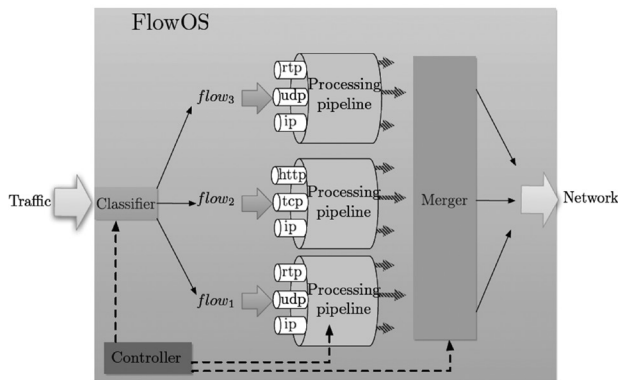 FlowOS
rtp
Processing
pipeline
flow3
udp
ip
http
Processing
pipeline
Traffic
Classifier
flow2
tcp
Merger
Network
ip
rtp
Processing
pipeline
flow1
udp
ip
Controller